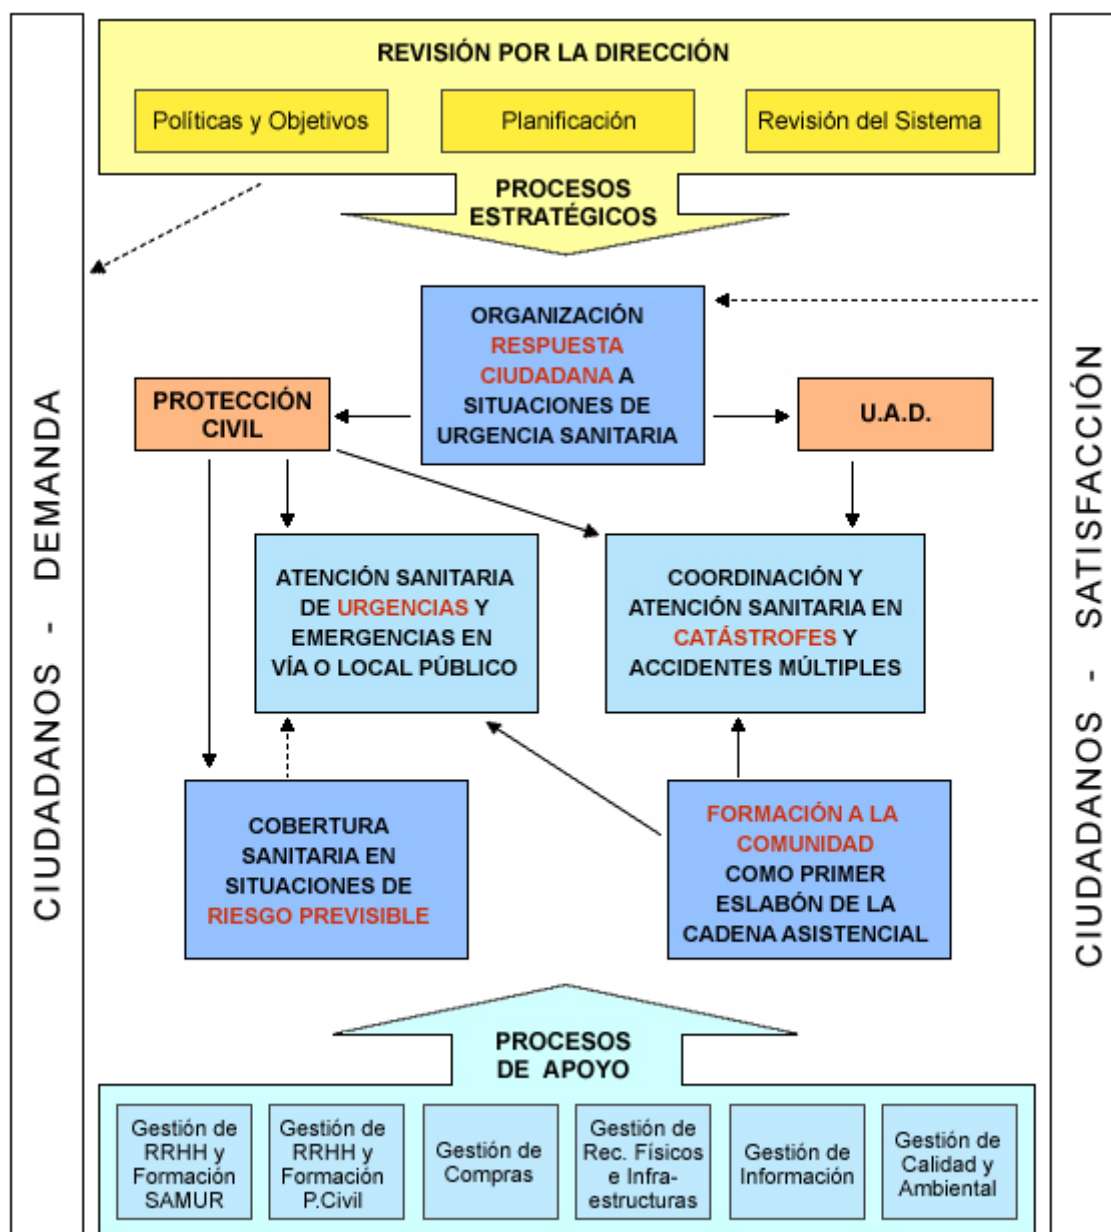 REVISIÓN POR LA DIRECCIÓN
Políticas y Objetivos
Planificación
Revisión del Sistema
PROCESOS
ESTRATÉGICOS
CIUDADANOS - DEMANDA
ORGANIZACIÓN
RESPUESTA
CIUDADANA A
SITUACIONES DE
URGENCIA SANITARIA
PROTECCIÓN
CIVIL
U.A.D.
ATENCIÓN SANITARIA
DE URGENCIAS Y
EMERGENCIAS EN
VÍA O LOCAL PÚBLICO
COORDINACIÓN Y
ATENCIÓN SANITARIA EN
CATÁSTROFES Y
ACCIDENTES MÚLTIPLES
COBERTURA
SANITARIA EN
SITUACIONES DE
RIESGO PREVISIBLE
FORMACIÓN A LA
COMUNIDAD
COMO PRIMER
ESLABÓN DE LA
CADENA ASISTENCIAL
CIUDADANOS - SATISFACCIÓN
PROCESOS
DE APOYO
Gestión de
RRHH y
Formación
SAMUR
Gestión de
RRHH y
Formación
P.Civil
Gestión de
Compras
Gestión de
Rec. Físicos
e Infra-
estructuras
Gestión de
Información
Gestión de
Calidad y
Ambiental